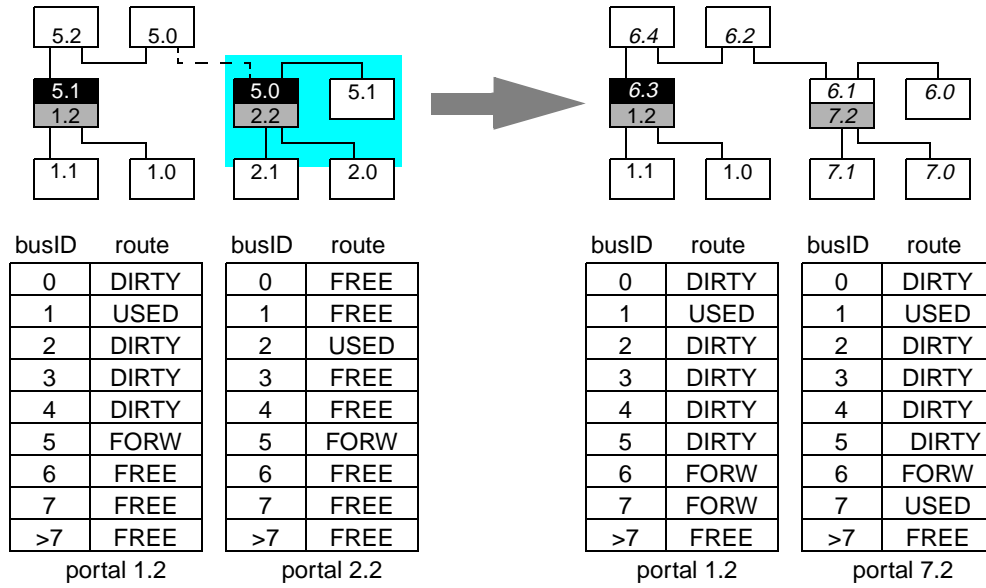 5.2 5.0 6.4 6.2
5.1 5.0 5.1 6.3 6.1 6.0
1.2 2.2 1.2 7.2
1.1 1.0 2.1 2.0 1.1 1.0 7.1 7.0
busID route busID route busID route busID route
0 DIRTY 0 FREE 0 DIRTY 0 DIRTY
1 USED 1 FREE 1 USED 1 USED
2 DIRTY 2 USED 2 DIRTY 2 DIRTY
3 DIRTY 3 FREE 3 DIRTY 3 DIRTY
4 DIRTY 4 FREE 4 DIRTY 4 DIRTY
5 FORW 5 FORW 5 DIRTY 5 DIRTY
6 FREE 6 FREE 6 FORW 6 FORW
7 FREE 7 FREE 7 FORW 7 USED
>7 FREE >7 FREE >7 FREE >7 FREE
portal 1.2 portal 2.2 portal 1.2 portal 7.2